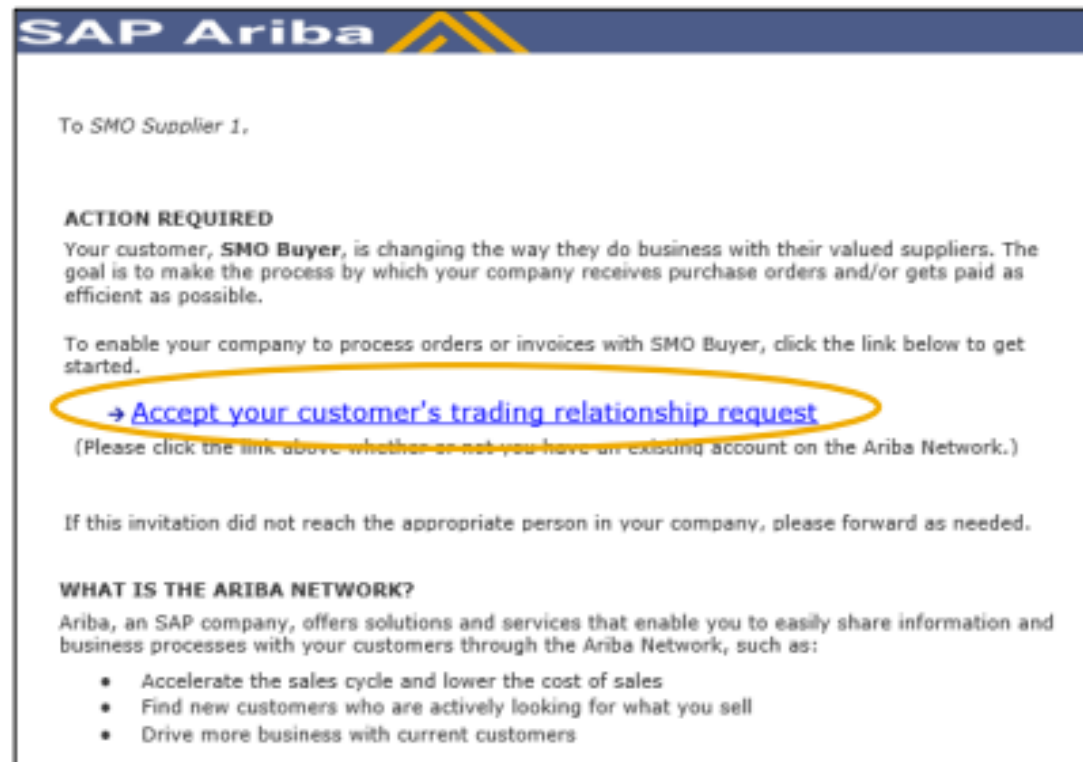 SAP Ariba
To SMO Supplier 1,
ACTION REQUIRED
Your customer, SMO Buyer, is changing the way they do business with their valued suppliers. The
goal is to make the process by which your company receives purchase orders and/or gets paid as
efficient as possible.
To enable your company to process orders or invoices with SMO Buyer, click the link below to get
started.
→ Accept your customer's trading relationship request
(Please click the link above whether or not you have an existing account on the Ariba Network.)
If this invitation did not reach the appropriate person in your company, please forward as needed.
WHAT IS THE ARIBA NETWORK?
Ariba, an SAP company, offers solutions and services that enable you to easily share information and
business processes with your customers through the Ariba Network, such as:
• Accelerate the sales cycle and lower the cost of sales
• Find new customers who are actively looking for what you sell
• Drive more business with current customers